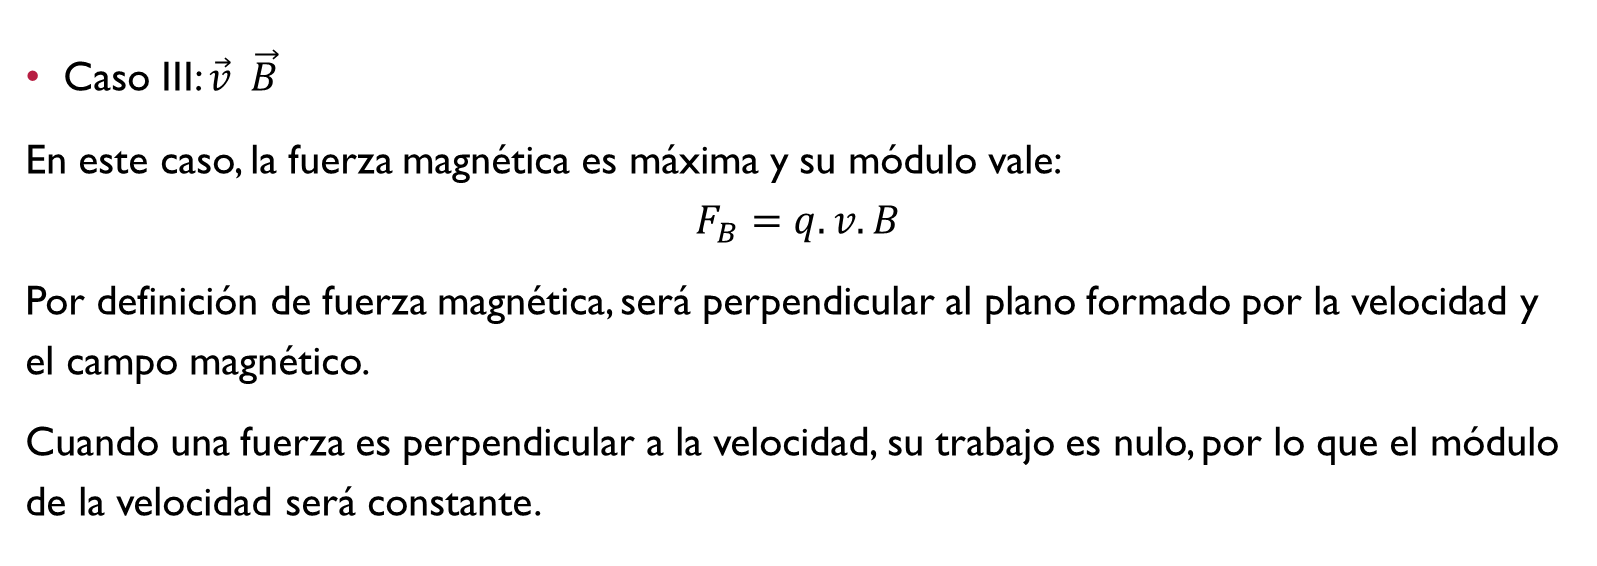 • Caso III: v⃗ B⃗
En este caso, la fuerza magnética es máxima y su módulo vale:
F_B = q. v. B
Por definición de fuerza magnética, será perpendicular al plano formado por la velocidad y
el campo magnético.
Cuando una fuerza es perpendicular a la velocidad, su trabajo es nulo, por lo que el módulo
de la velocidad será constante.